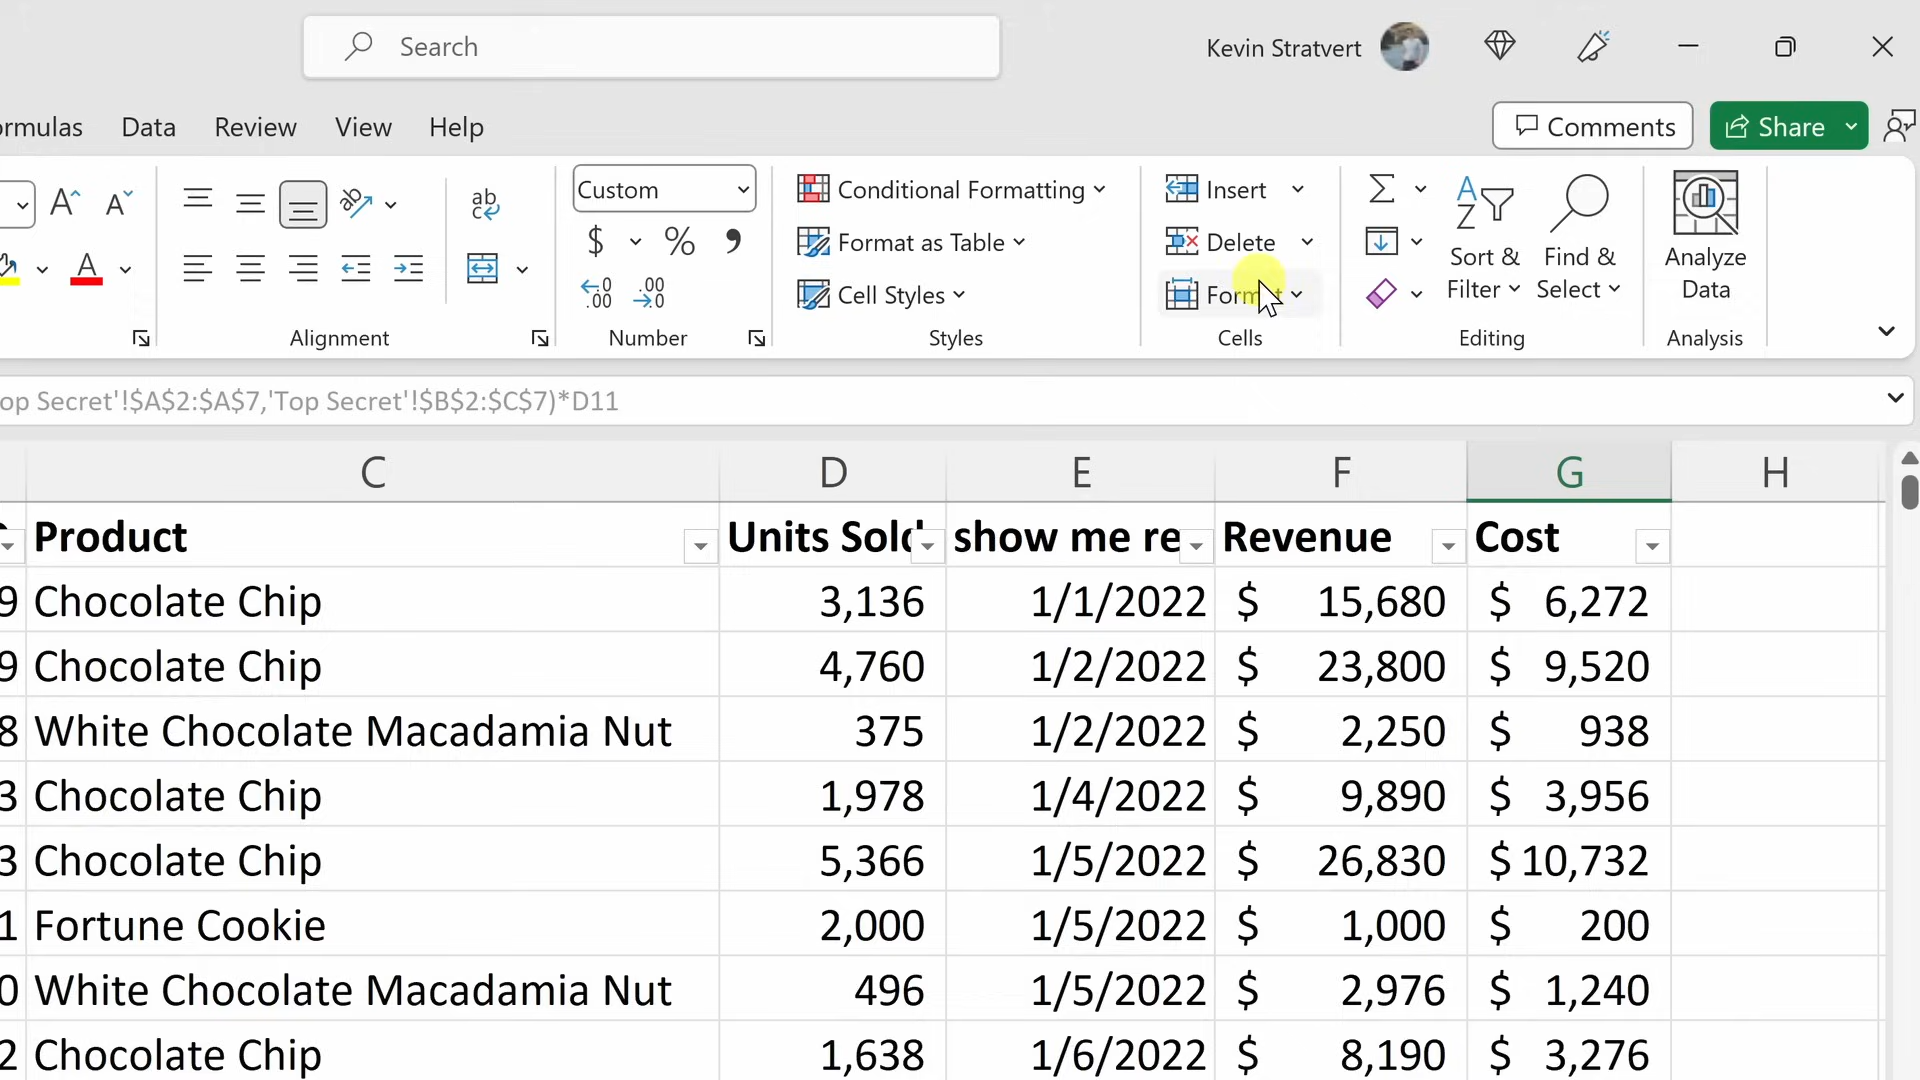 Search
Kevin Stratvert
ormulas Data Review View Help
Comments Share
Custom
Conditional Formatting
Format as Table
Cell Styles
Insert
Delete
Format
Sort & Filter
Find & Select
Analyze Data
Alignment Number Styles Cells Editing Analysis
op Secret'!$A$2:$A$7,'Top Secret'!$B$2:$C$7)*D11
C D E F G H
Product Units Sold show me re Revenue Cost
9 Chocolate Chip 3,136 1/1/2022 $ 15,680 $ 6,272
9 Chocolate Chip 4,760 1/2/2022 $ 23,800 $ 9,520
8 White Chocolate Macadamia Nut 375 1/2/2022 $ 2,250 $ 938
3 Chocolate Chip 1,978 1/4/2022 $ 9,890 $ 3,956
3 Chocolate Chip 5,366 1/5/2022 $ 26,830 $ 10,732
1 Fortune Cookie 2,000 1/5/2022 $ 1,000 $ 200
0 White Chocolate Macadamia Nut 496 1/5/2022 $ 2,976 $ 1,240
2 Chocolate Chip 1,638 1/6/2022 $ 8,190 $ 3,276